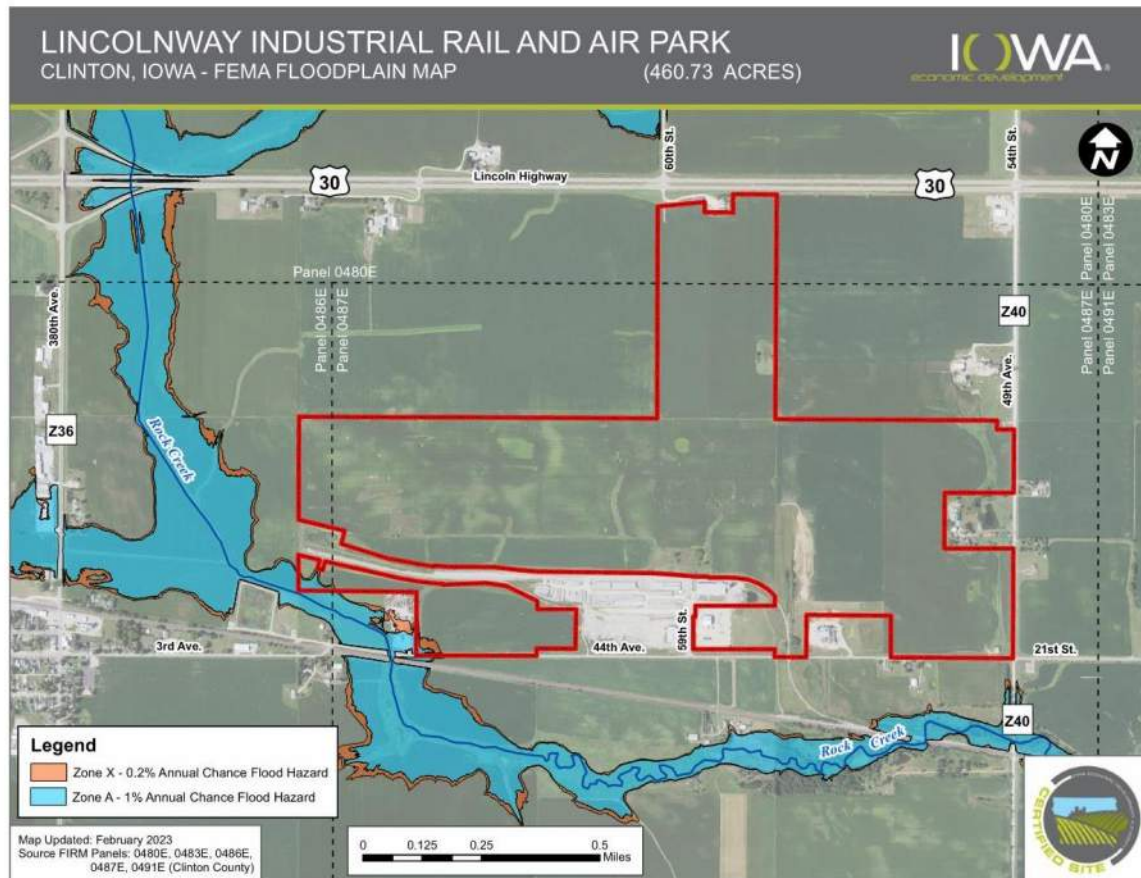 LINCOLNWAY INDUSTRIAL RAIL AND AIR PARK
CLINTON, IOWA - FEMA FLOODPLAIN MAP (460.73 ACRES)
IOWA
economic development
60th St.
54th St.
N
30
Lincoln Highway
30
Panel 0480E
Panel 0480E
Panel 0483E
Panel 0486E
Panel 0487E
Panel 0487E
Panel 0491E
380th Ave.
Z40
49th Ave.
Z36
Rock Creek
3rd Ave.
44th Ave.
59th St.
21st St.
Z40
Rock Creek
Legend
Zone X - 0.2% Annual Chance Flood Hazard
Zone A - 1% Annual Chance Flood Hazard
Map Updated: February 2023
Source FIRM Panels: 0480E, 0483E, 0486E,
0487E, 0491E (Clinton County)
0 0.125 0.25 0.5
Miles
CERTIFIED SITE